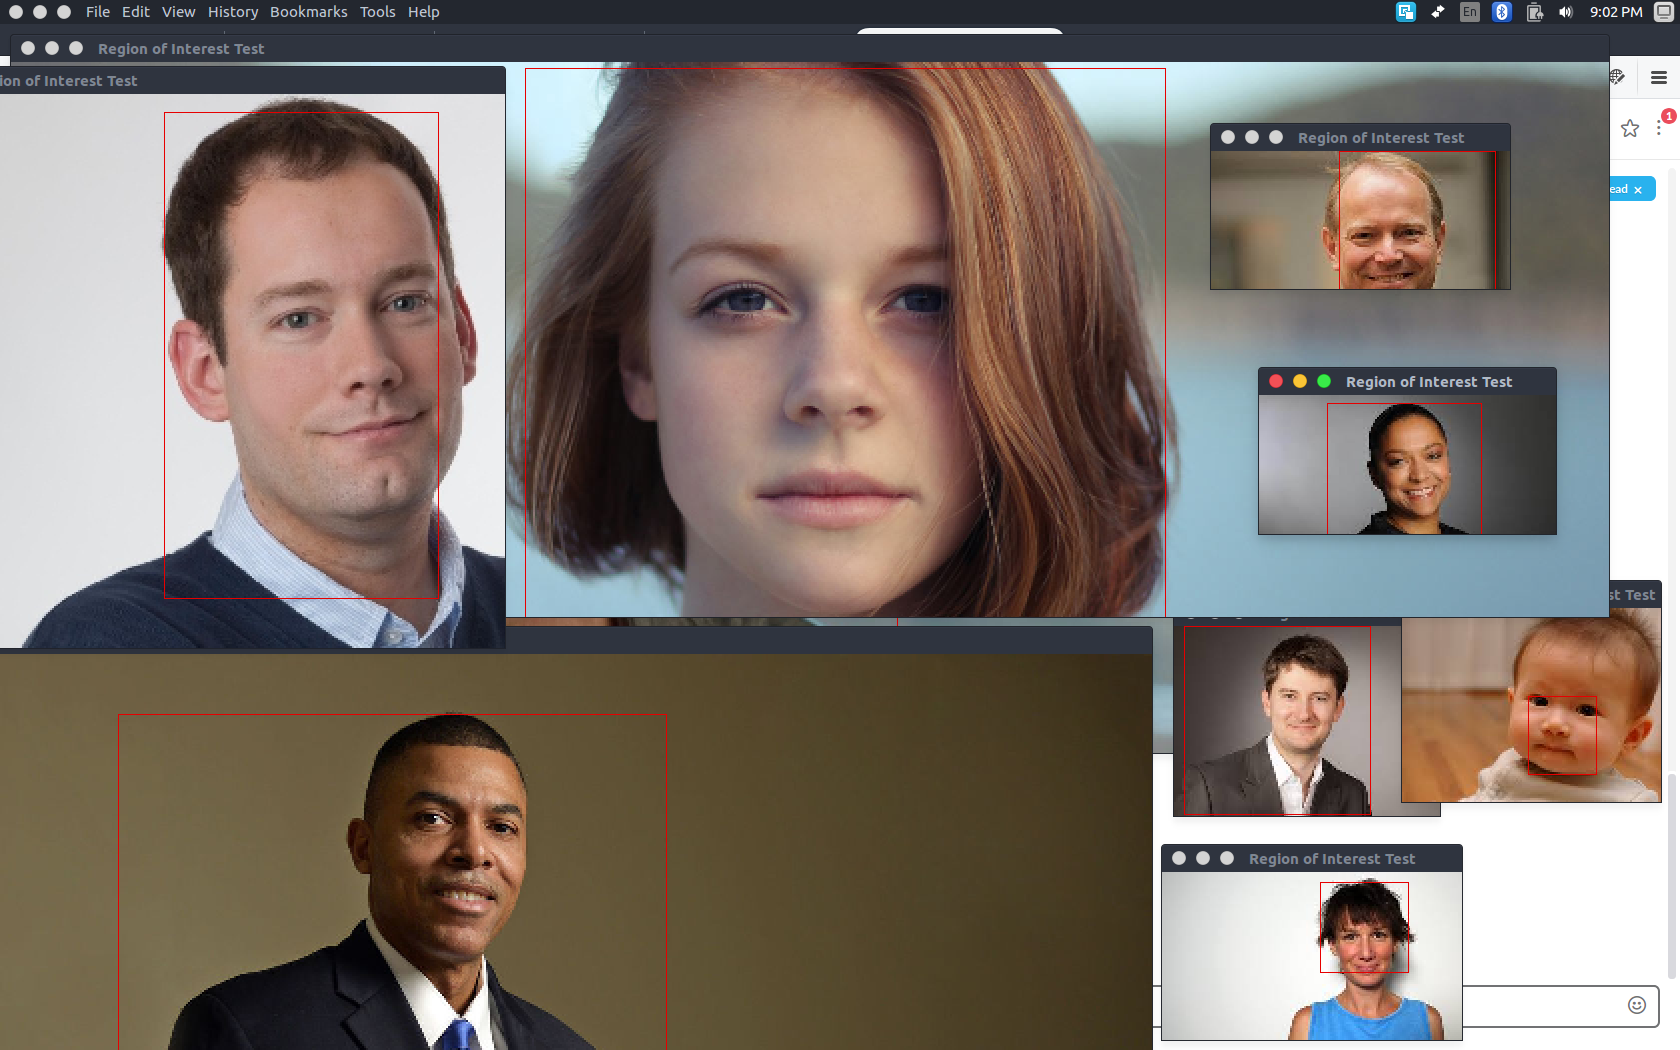 File Edit View History Bookmarks Tools Help
En
9:02 PM
Region of Interest Test
ion of Interest Test
1
Region of Interest Test
ead ×
Region of Interest Test
st Test
Region of Interest Test